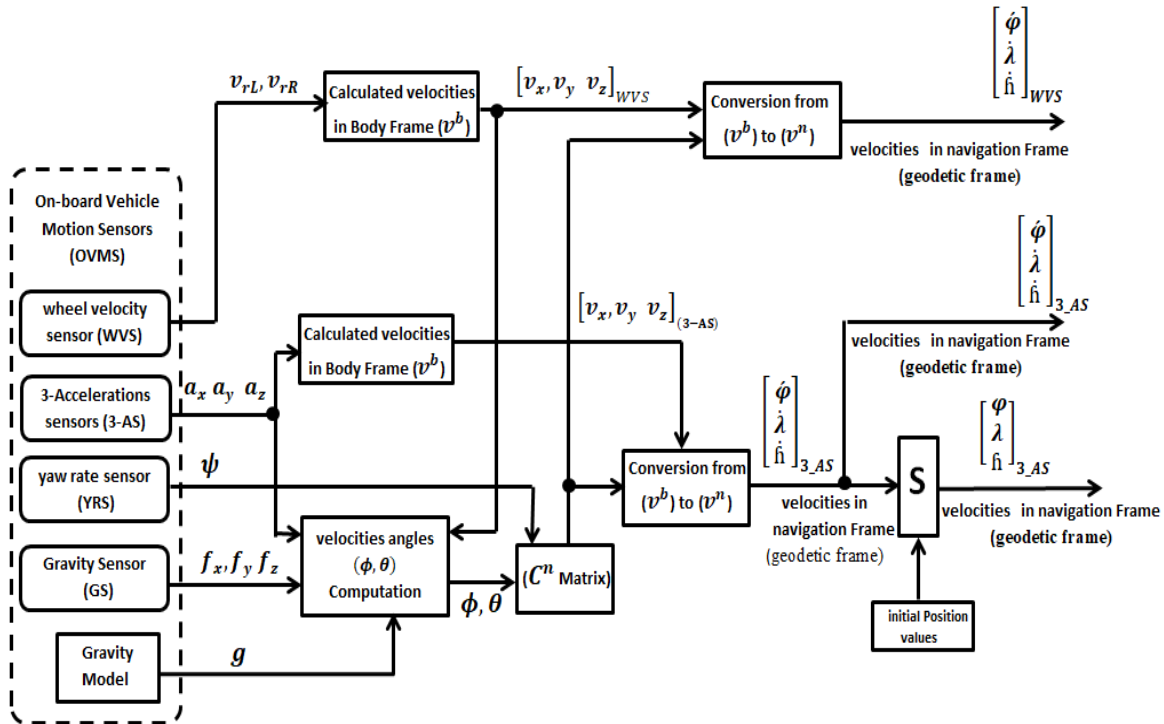 On-board Vehicle
Motion Sensors
(OVMS)
wheel velocity
sensor (WVS)
3-Accelerations
sensors (3-AS)
yaw rate sensor
(YRS)
Gravity Sensor
(GS)
Gravity
Model
v_rL, v_rR
a_x a_y a_z
ψ
f_x, f_y f_z
g
Calculated velocities
in Body Frame (v^b)
[v_x, v_y v_z]_WVS
Conversion from
(v^b) to (v^n)
[φ́ λ̇ ḣ]_WVS
velocities in navigation Frame
(geodetic frame)
Calculated velocities
in Body Frame (v^b)
[v_x, v_y v_z]_(3-AS)
velocities angles
(ϕ, θ)
Computation
ϕ, θ
(C^n Matrix)
Conversion from
(v^b) to (v^n)
[φ́ λ̇ ḣ]_3_AS
velocities in
navigation Frame
(geodetic frame)
[φ́ λ̇ ḣ]_3_AS
velocities in navigation Frame
(geodetic frame)
S
[φ λ ɦ]_3_AS
velocities in navigation Frame
(geodetic frame)
initial Position
values